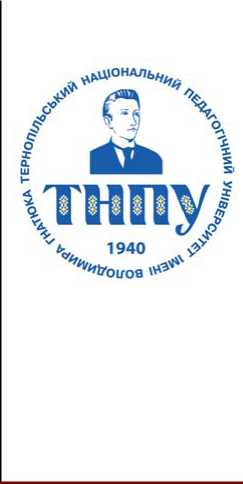 ТЕРНОПІЛЬСЬКИЙ НАЦІОНАЛЬНИЙ ПЕДАГОГІЧНИЙ УНІВЕРСИТЕТ ІМЕНІ ВОЛОДИМИРА ГНАТЮКА
ТНПУ
1940